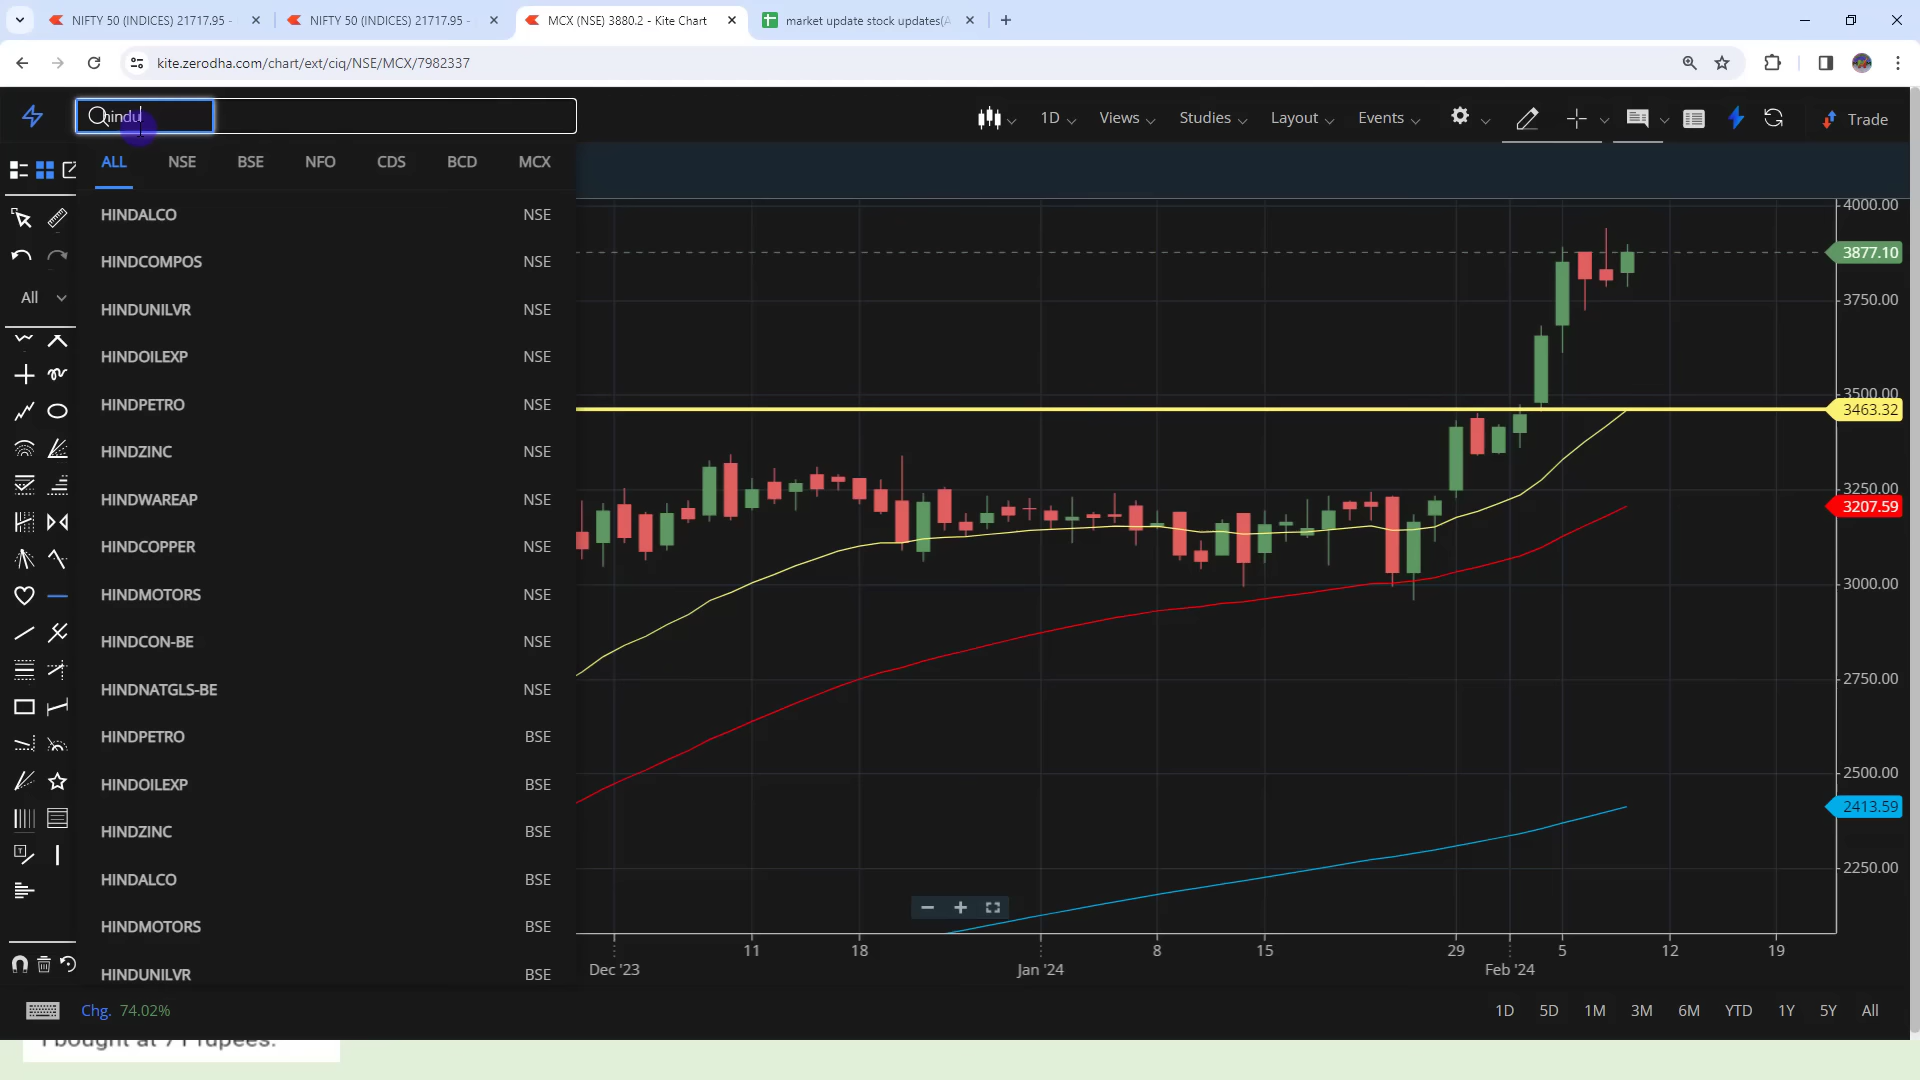 NIFTY 50 (INDICES) 21717.95 -
NIFTY 50 (INDICES) 21717.95 -
MCX (NSE) 3880.2 - Kite Chart
market update stock updates(A
kite.zerodha.com/chart/ext/ciq/NSE/MCX/7982337
hindu
1D
Views
Studies
Layout
Events
Trade
ALL NSE BSE NFO CDS BCD MCX
All
HINDALCO NSE
HINDCOMPOS NSE
HINDUNILVR NSE
HINDOILEXP NSE
HINDPETRO NSE
HINDZINC NSE
HINDWAREAP NSE
HINDCOPPER NSE
HINDMOTORS NSE
HINDCON-BE NSE
HINDNATGLS-BE NSE
HINDPETRO BSE
HINDOILEXP BSE
HINDZINC BSE
HINDALCO BSE
HINDMOTORS BSE
HINDUNILVR BSE
4000.00
3877.10
3750.00
3500.00
3463.32
3250.00
3207.59
3000.00
2750.00
2500.00
2413.59
2250.00
11 18 8 15 29 5 12 19
Dec '23 Jan '24 Feb '24
Chg. 74.02%
1D 5D 1M 3M 6M YTD 1Y 5Y All
I bought at 71 rupees.